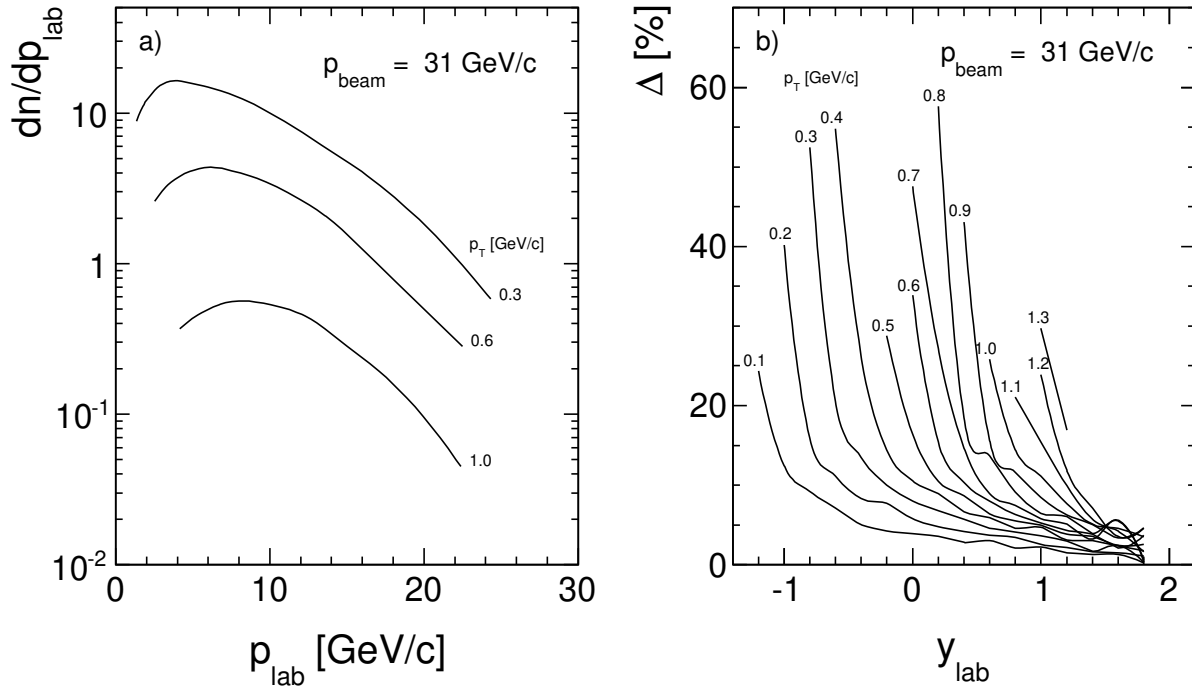 a)
p_beam = 31 GeV/c
dn/dp_lab
10
1
10^-1
10^-2
p_T [GeV/c]
0.3
0.6
1.0
0 10 20 30
p_lab [GeV/c]
b)
p_beam = 31 GeV/c
Δ [%]
p_T [GeV/c]
60
40
20
0
0.1
0.2
0.3
0.4
0.5
0.6
0.7
0.8
0.9
1.0
1.1
1.2
1.3
-1 0 1 2
y_lab